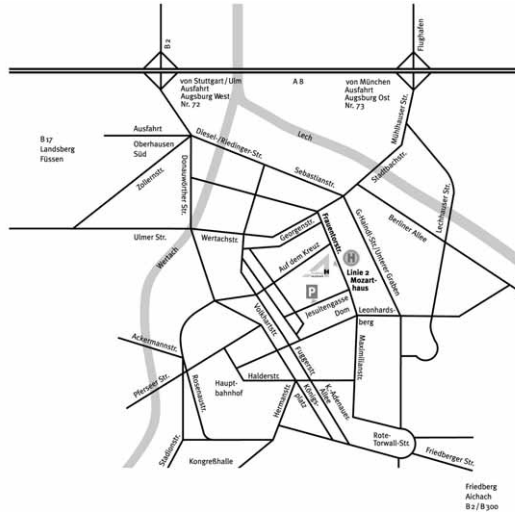 B 2
Flughafen
von Stuttgart/Ulm
Ausfahrt
Augsburg West
Nr. 72
A 8
von München
Ausfahrt
Augsburg Ost
Nr. 73
Mühlhauser Str.
B 17
Landsberg
Füssen
Ausfahrt
Oberhausen
Süd
Diesel-/Riedinger-Str.
Lech
Sebastianstr.
Stadtbachstr.
Zollernstr.
Donauwörther Str.
Lechhauser Str.
Berliner Allee
G.-Haindl-Str./Unterer Graben
Frauentorstr.
Georgenstr.
Ulmer Str.
Wertachstr.
Wertach
Auf dem Kreuz
H
Linie 2
Mozart-
haus
P
Jesuitengasse
Dom
Leonhards-
berg
Volkhartstr.
Ackermannstr.
Fuggerstr.
Maximilianstr.
Pferseer Str.
Rosenaustr.
Haupt-
bahnhof
Halderstr.
Hermanstr.
Königs-
platz
K.-Adenauer-
Allee
Rote-
Torwall-Str.
Friedberger Str.
Stadionstr.
Kongreßhalle
Friedberg
Aichach
B 2 / B 300